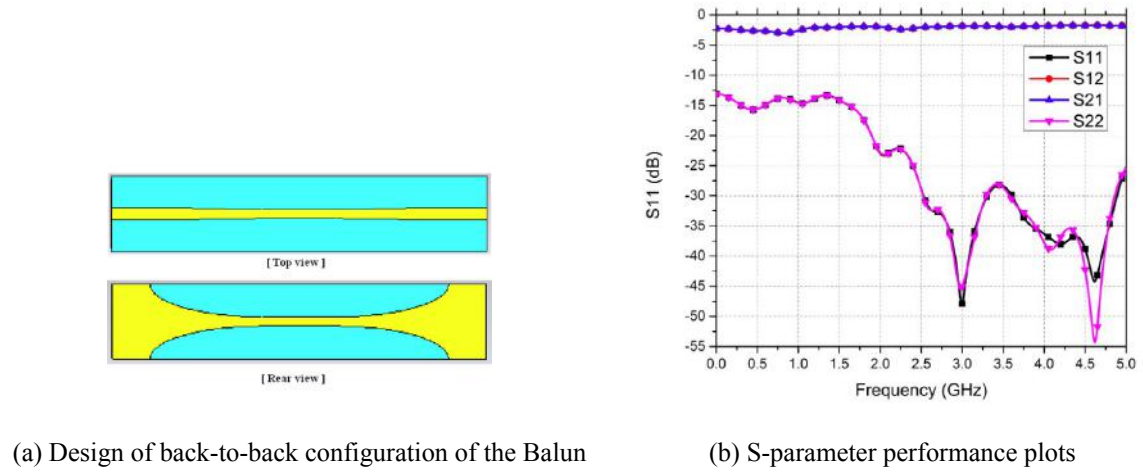 [ Top view ]
[ Rear view ]
(a) Design of back-to-back configuration of the Balun
S11 (dB)
0
-5
-10
-15
-20
-25
-30
-35
-40
-45
-50
-55
S11
S12
S21
S22
0.0 0.5 1.0 1.5 2.0 2.5 3.0 3.5 4.0 4.5 5.0
Frequency (GHz)
(b) S-parameter performance plots